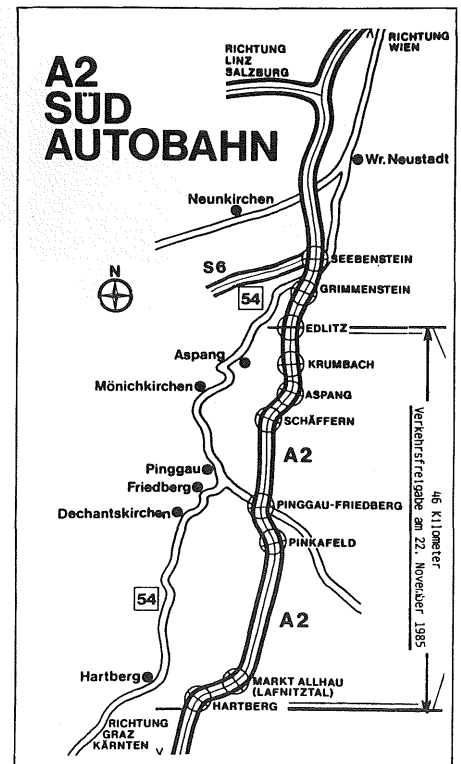 A2
SÜD
AUTOBAHN
RICHTUNG
LINZ
SALZBURG
RICHTUNG
WIEN
Wr. Neustadt
Neunkirchen
S6
SEEBENSTEIN
N
54
GRIMMENSTEIN
EDLITZ
Aspang
KRUMBACH
Mönichkirchen
ASPANG
SCHÄFFERN
A2
Pinggau
Friedberg
PINGGAU-FRIEDBERG
Dechantskirchen
PINKAFELD
46 Kilometer
Verkehrsfreigabe am 22. November 1985
54
A2
Hartberg
MARKT ALLHAU
(LAFNITZTAL)
HARTBERG
RICHTUNG
GRAZ
KÄRNTEN